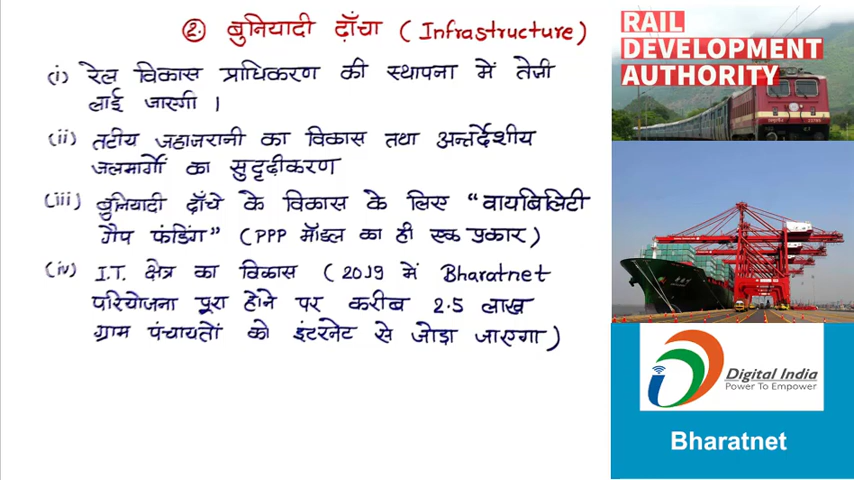 ② बुनियादी ढाँचा ( Infrastructure )
(i) रेल विकास प्राधिकरण की स्थापना में तेज़ी
लाई जाएगी ।
(ii) तटीय जहाजरानी का विकास तथा अन्तर्देशीय
जलमार्गों का सुदृढ़ीकरण
(iii) बुनियादी ढाँचे के विकास के लिए "वायबिलिटी
गैप फंडिंग" (PPP मॉडल का ही एक प्रकार)
(iv) I.T. क्षेत्र का विकास ( 2019 में Bharatnet
परियोजना पूरा होने पर करीब 2.5 लाख
ग्राम पंचायतों को इंटरनेट से जोड़ा जाएगा )
RAIL
DEVELOPMENT
AUTHORITY
Digital India
Power To Empower
Bharatnet